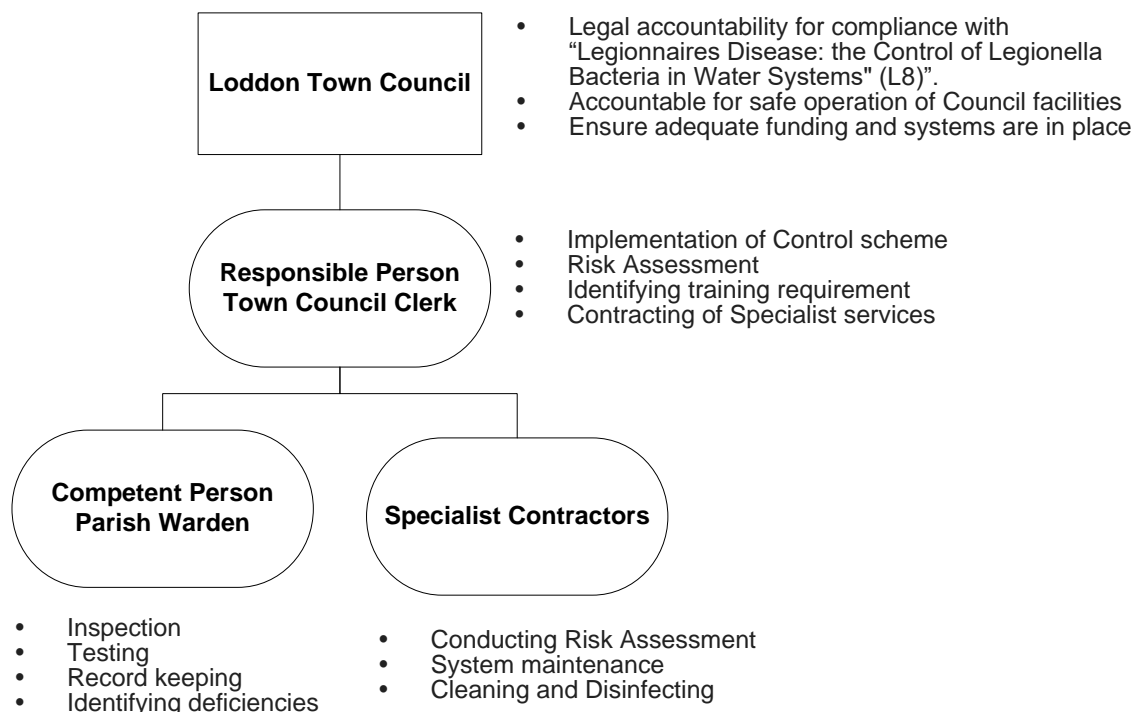 Loddon Town Council
• Legal accountability for compliance with
“Legionnaires Disease: the Control of Legionella
Bacteria in Water Systems" (L8)”.
• Accountable for safe operation of Council facilities
• Ensure adequate funding and systems are in place
Responsible Person
Town Council Clerk
• Implementation of Control scheme
• Risk Assessment
• Identifying training requirement
• Contracting of Specialist services
Competent Person
Parish Warden
• Inspection
• Testing
• Record keeping
• Identifying deficiencies
Specialist Contractors
• Conducting Risk Assessment
• System maintenance
• Cleaning and Disinfecting